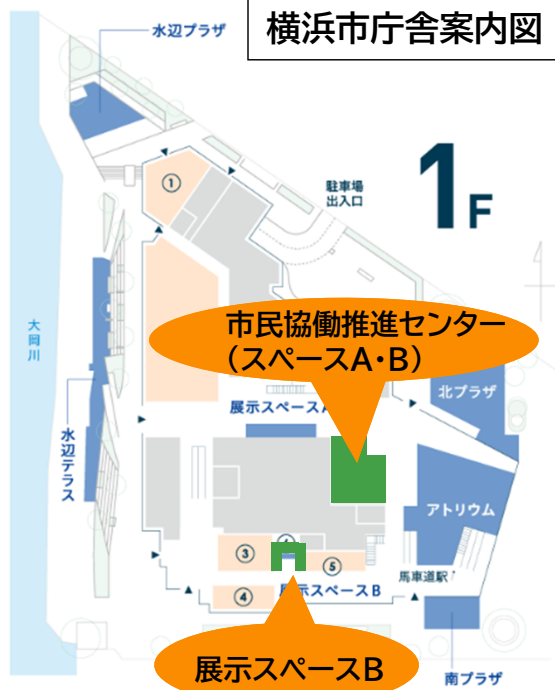 横浜市庁舎案内図
水辺プラザ
1F
①
駐車場
出入口
大岡川
市民協働推進センター
(スペースA・B)
展示スペースA
北プラザ
水辺テラス
アトリウム
③
⑤
④
馬車道駅
展示スペースB
展示スペースB
南プラザ